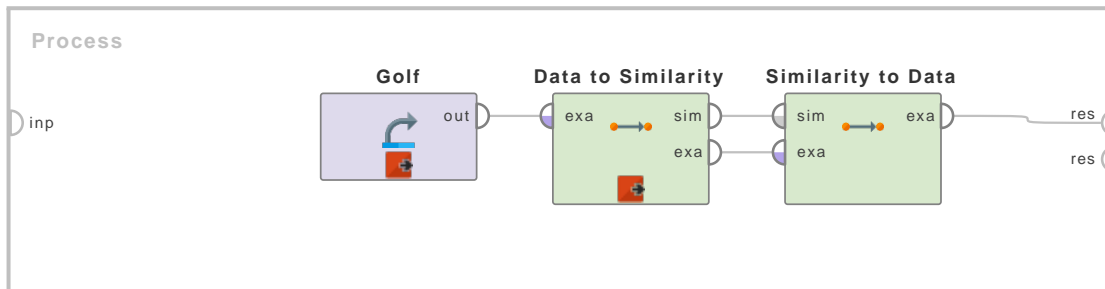 Process
inp
Golf
out
Data to Similarity
exa
sim
exa
Similarity to Data
sim
exa
exa
res
res